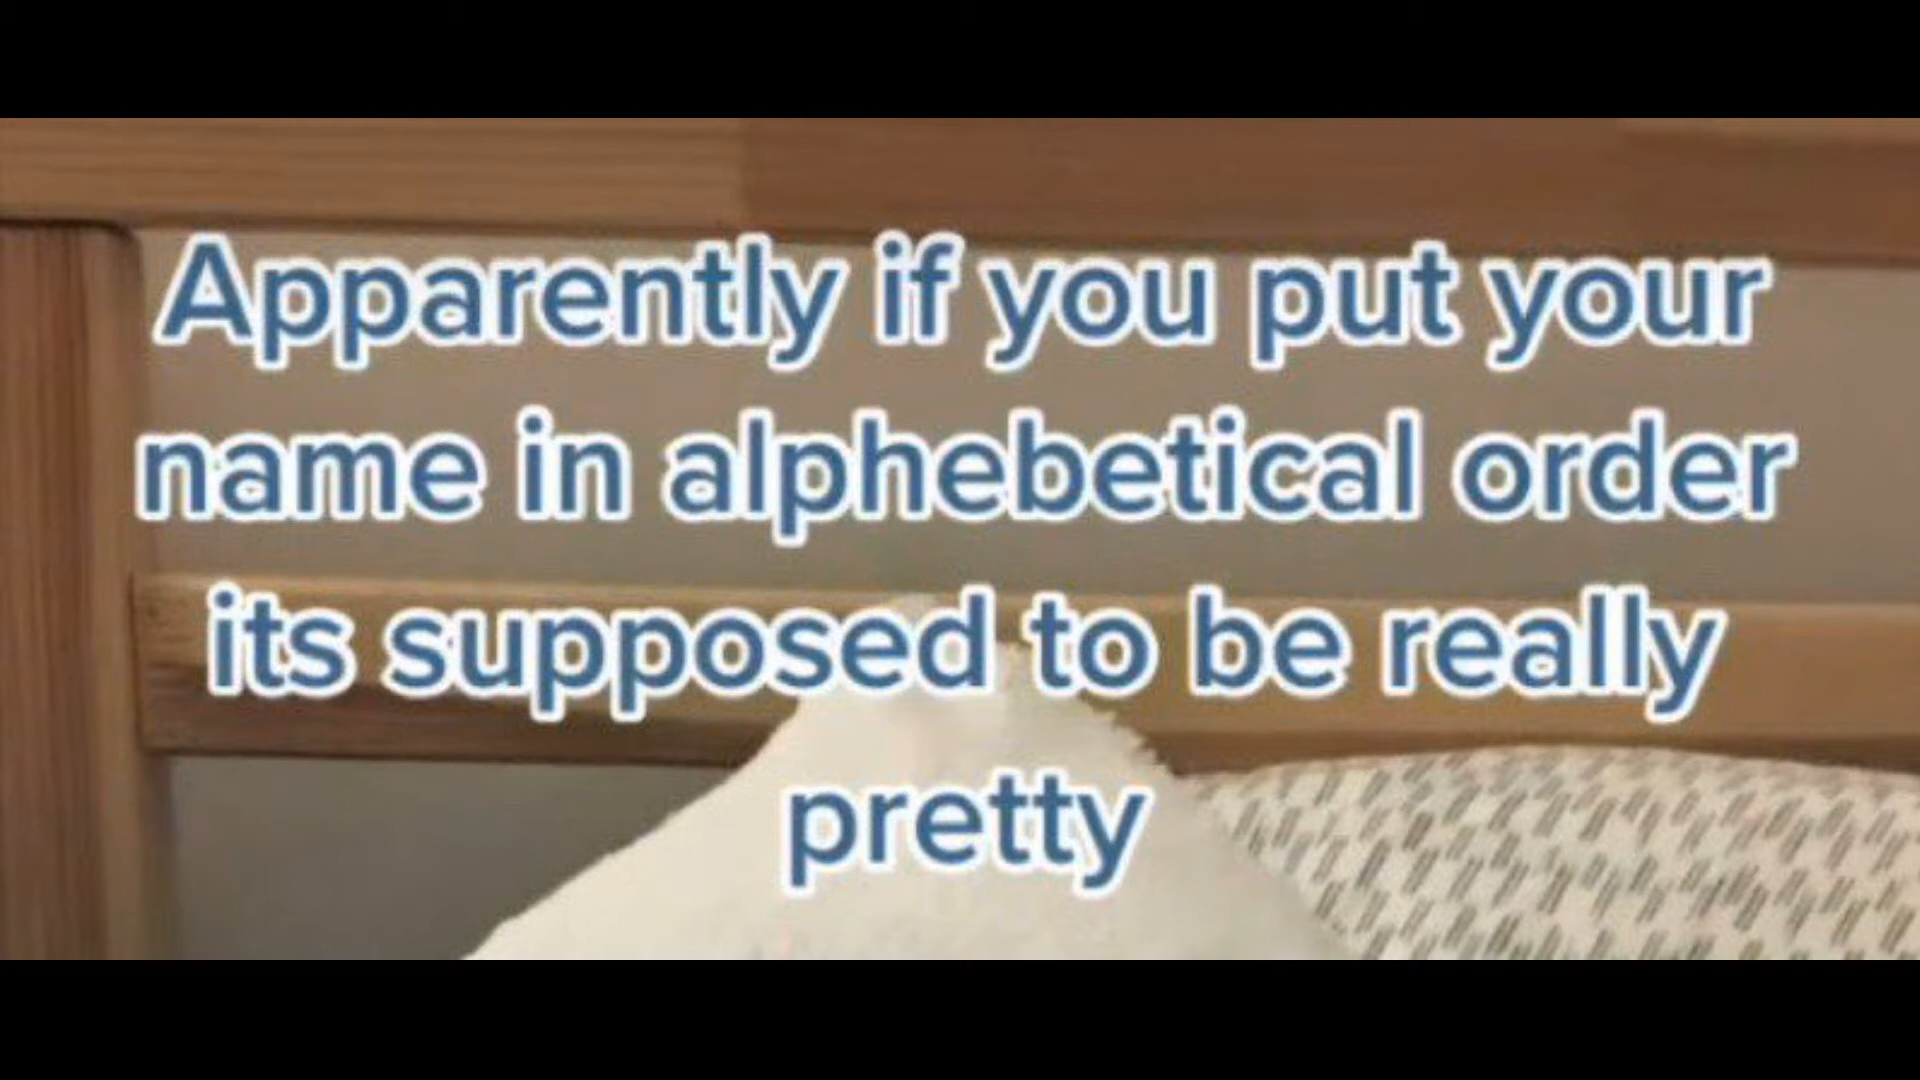 Apparently if you put your
name in alphebetical order
its supposed to be really
pretty